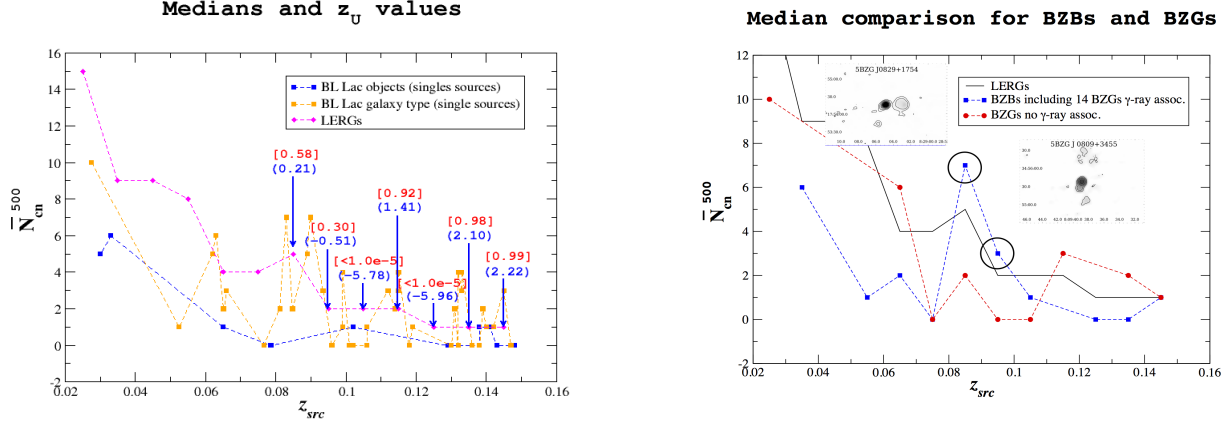 Medians and z_U values
16
14
12
10
8
6
4
2
0
-2
0.02
0.04
0.06
0.08
0.1
0.12
0.14
0.16
N̅_cn^500
z_src
BL Lac objects (singles sources)
BL Lac galaxy type (single sources)
LERGs
[0.58]
(0.21)
[0.30]
(−0.51)
[<1.0e−5]
(−5.78)
[0.92]
(1.41)
[<1.0e−5]
(−5.96)
[0.98]
(2.10)
[0.99]
(2.22)
Median comparison for BZBs and BZGs
12
10
8
6
4
2
0
-2
0.02
0.04
0.06
0.08
0.1
0.12
0.14
0.16
N̅_cn^500
z_src
5BZG J0829+1754
LERGs
BZBs including 14 BZGs γ-ray assoc.
BZGs no γ-ray assoc.
5BZG J 0809+3455